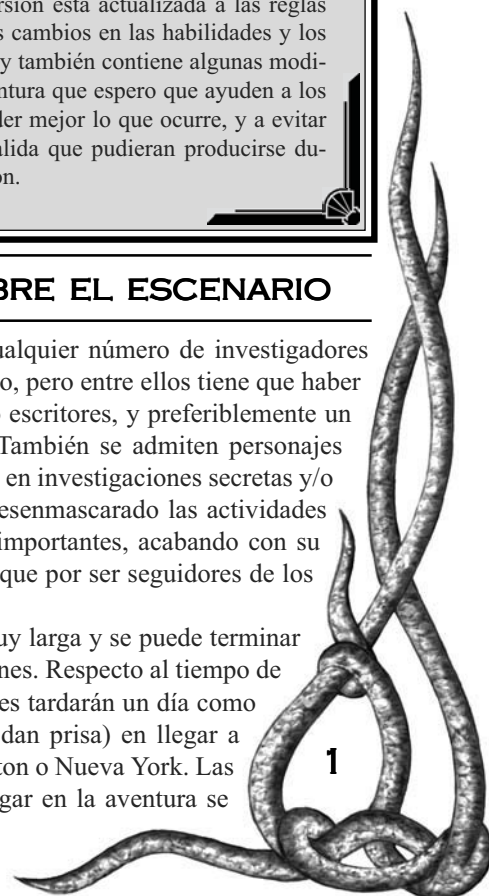 rsión está actualizada a las reglas
s cambios en las habilidades y los
y también contiene algunas modi-
ntura que espero que ayuden a los
der mejor lo que ocurre, y a evitar
alida que pudieran producirse du-
ón.
BRE EL ESCENARIO
ualquier número de investigadores
o, pero entre ellos tiene que haber
o escritores, y preferiblemente un
También se admiten personajes
en investigaciones secretas y/o
esenmascarado las actividades
importantes, acabando con su
que por ser seguidores de los
uy larga y se puede terminar
nes. Respecto al tiempo de
es tardarán un día como
dan prisa) en llegar a
ton o Nueva York. Las
gar en la aventura se
1